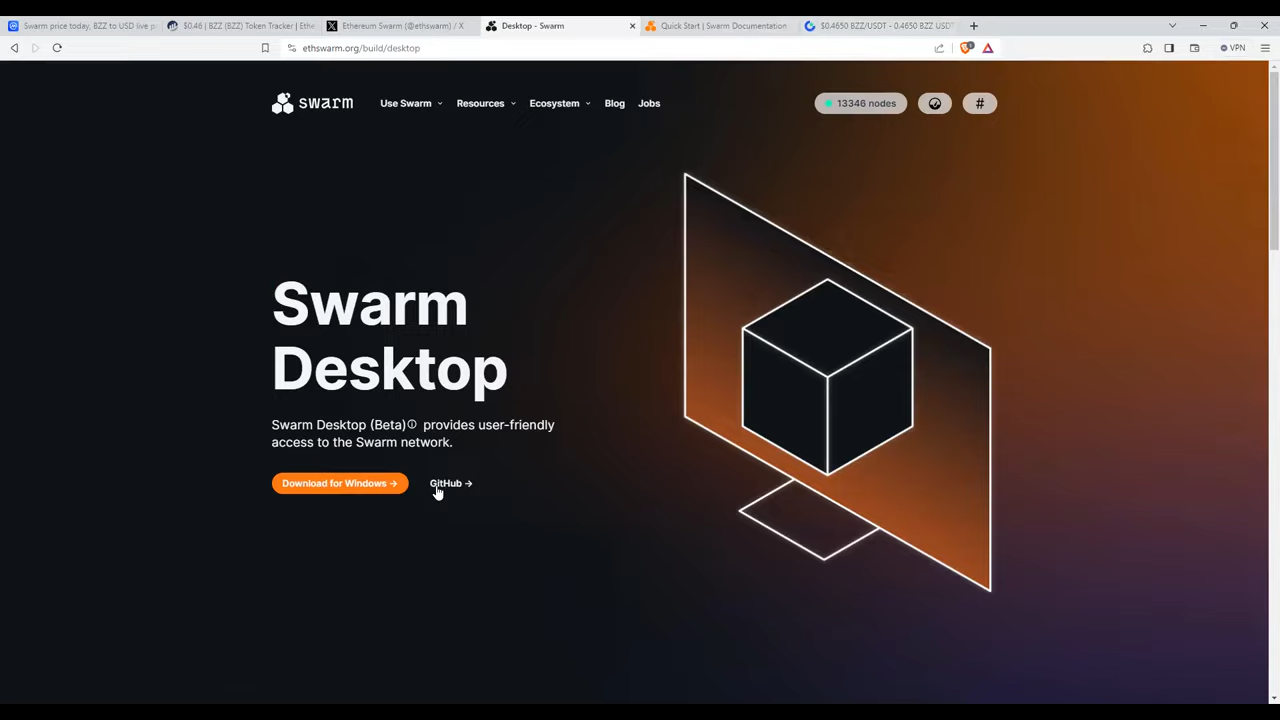 Swarm price today, BZZ to USD live p
$0.46 | BZZ (BZZ) Token Tracker | Ethe
Ethereum Swarm (@ethswarm) / X
Desktop - Swarm
Quick Start | Swarm Documentation
$0.4650 BZZ/USDT - 0.4650 BZZ USDT
ethswarm.org/build/desktop
1
VPN
swarm
Use Swarm
Resources
Ecosystem
Blog
Jobs
13346 nodes
#
Swarm
Desktop
Swarm Desktop (Beta) provides user-friendly
access to the Swarm network.
Download for Windows →
GitHub →